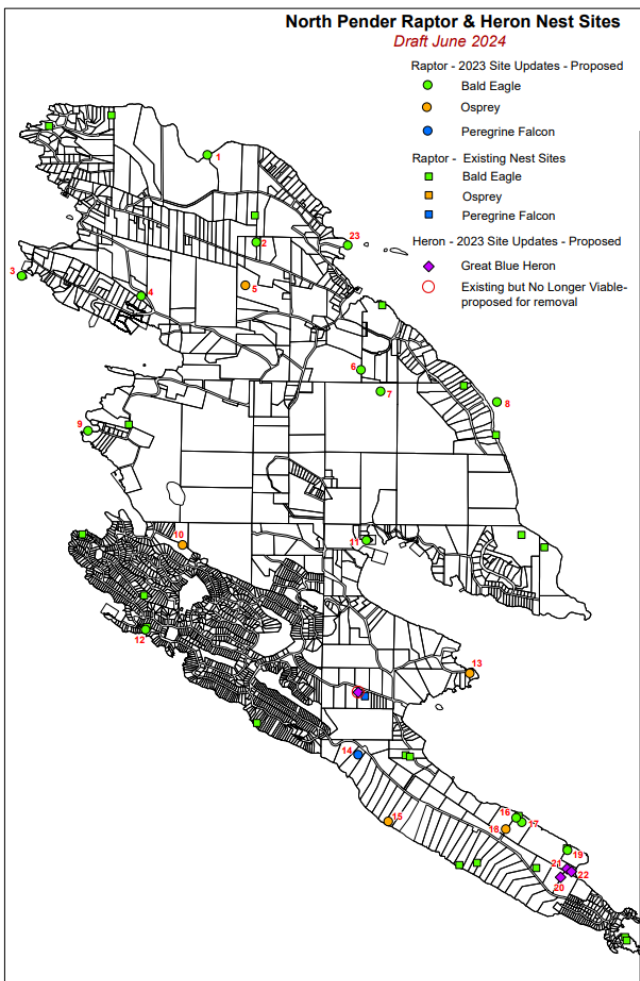 North Pender Raptor & Heron Nest Sites
Draft June 2024
Raptor - 2023 Site Updates - Proposed
Bald Eagle
Osprey
Peregrine Falcon
Raptor - Existing Nest Sites
Bald Eagle
Osprey
Peregrine Falcon
Heron - 2023 Site Updates - Proposed
Great Blue Heron
Existing but No Longer Viable-
proposed for removal
1
2
23
3
4
5
6
7
8
9
10
11
12
13
14
15
16
17
18
19
21
22
20